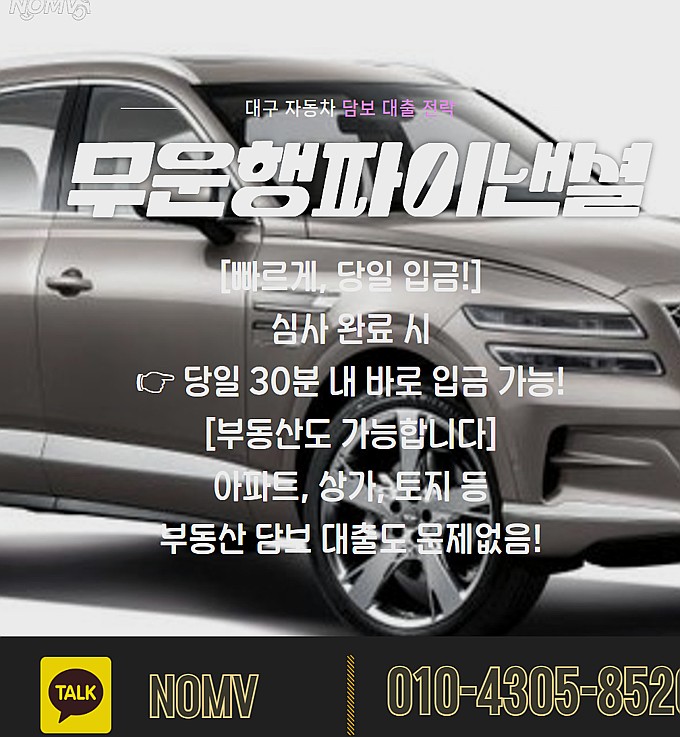 NOMV
대구 자동차 담보 대출 전략
무운행파이낸셜
[빠르게, 당일 입금!]
심사 완료 시
👉 당일 30분 내 바로 입금 가능!
[부동산도 가능합니다]
아파트, 상가, 토지 등
부동산 담보 대출도 문제없음!
TALK
NOMV
010-4305-8520